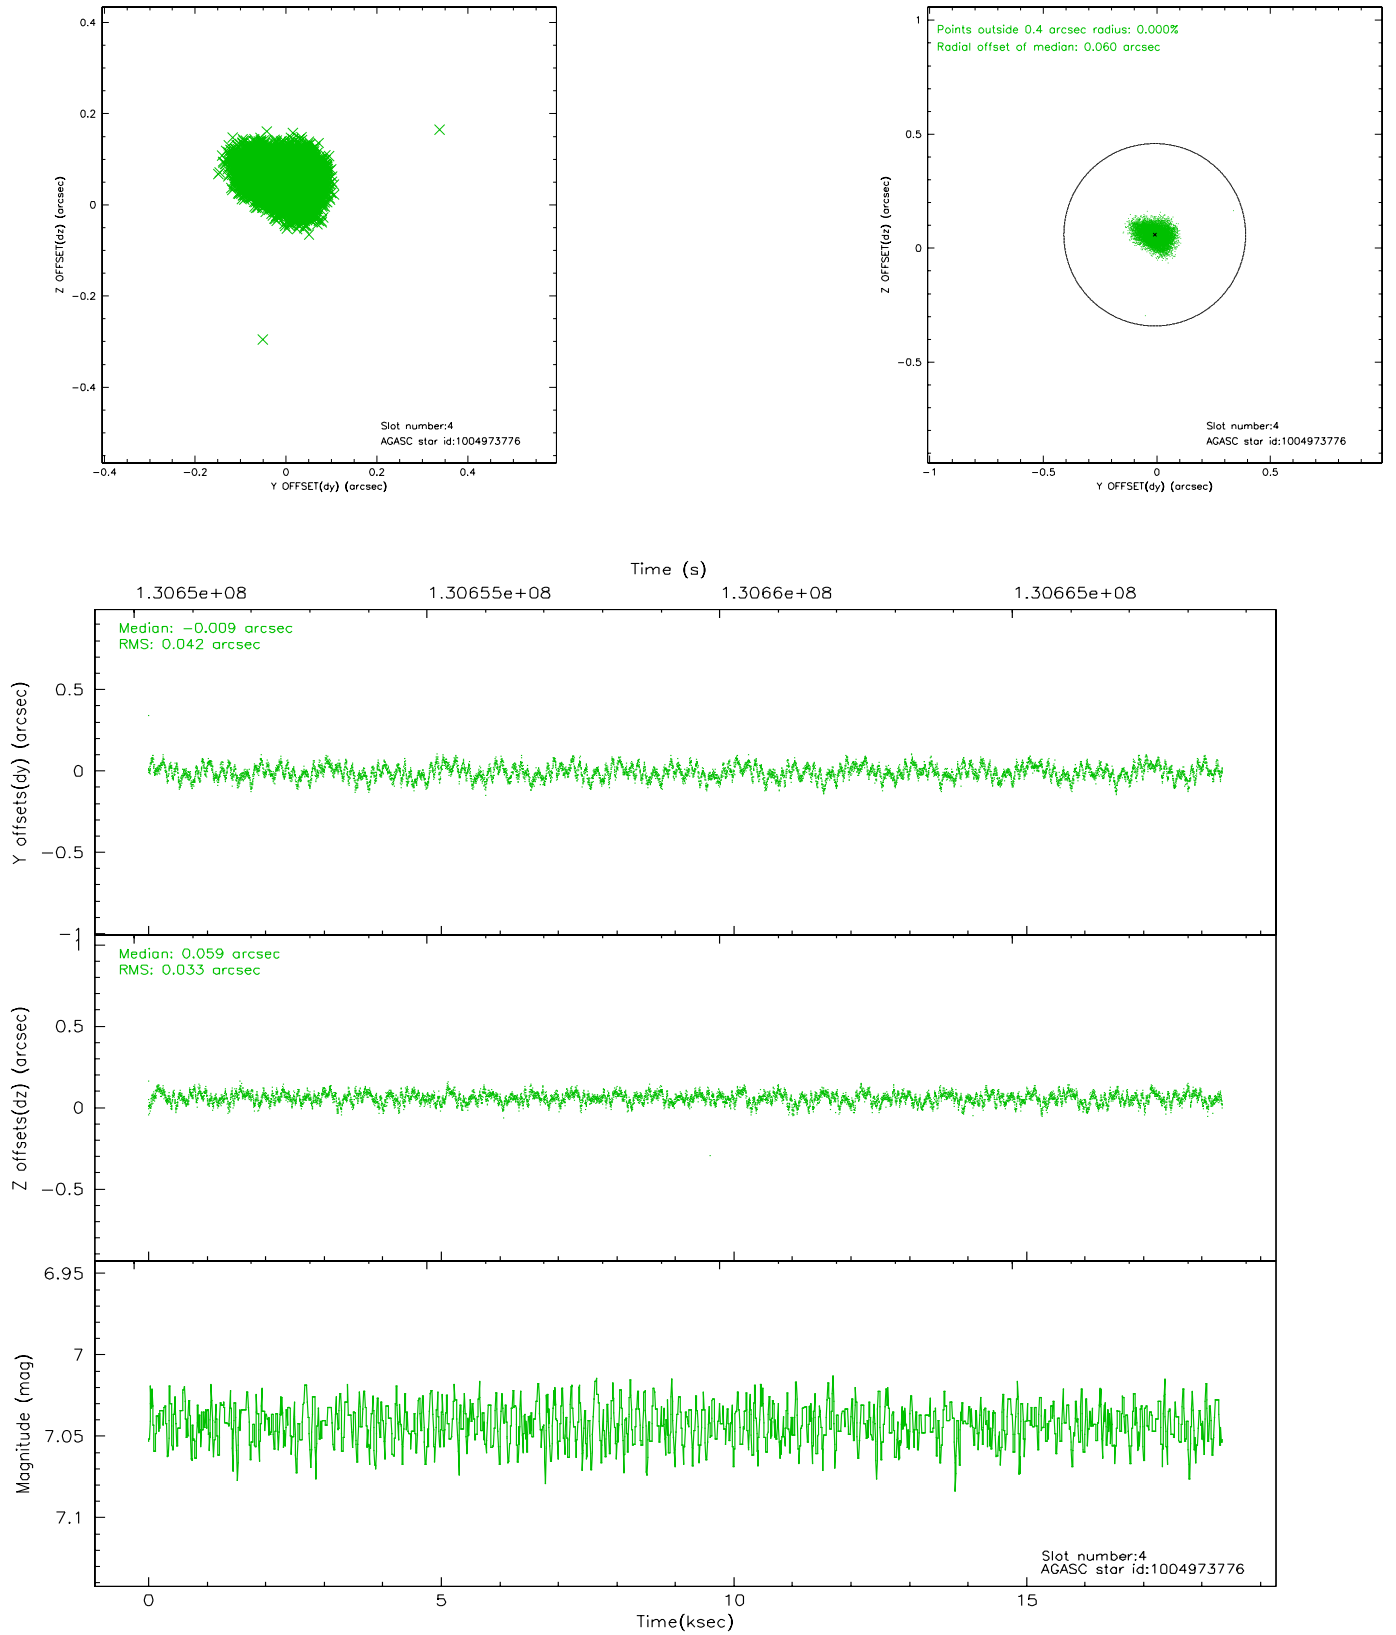 0.4
0.2
0
−0.2
−0.4
Z OFFSET(dz) (arcsec)
Slot number:4
AGASC star id:1004973776
−0.4 −0.2 0 0.2 0.4
Y OFFSET(dy) (arcsec)
1
0.5
0
−0.5
−1
Z OFFSET(dz) (arcsec)
Points outside 0.4 arcsec radius: 0.000%
Radial offset of median: 0.060 arcsec
Slot number:4
AGASC star id:1004973776
−0.5 0 0.5
Y OFFSET(dy) (arcsec)
Time (s)
1.3065e+08 1.30655e+08 1.3066e+08 1.30665e+08
Median: −0.009 arcsec
RMS: 0.042 arcsec
0.5
0
−0.5
−1
Y offsets(dy) (arcsec)
Median: 0.059 arcsec
RMS: 0.033 arcsec
1
0.5
0
−0.5
Z offsets(dz) (arcsec)
6.95
7
7.05
7.1
Magnitude (mag)
Slot number:4
AGASC star id:1004973776
0 5 10 15
Time(ksec)